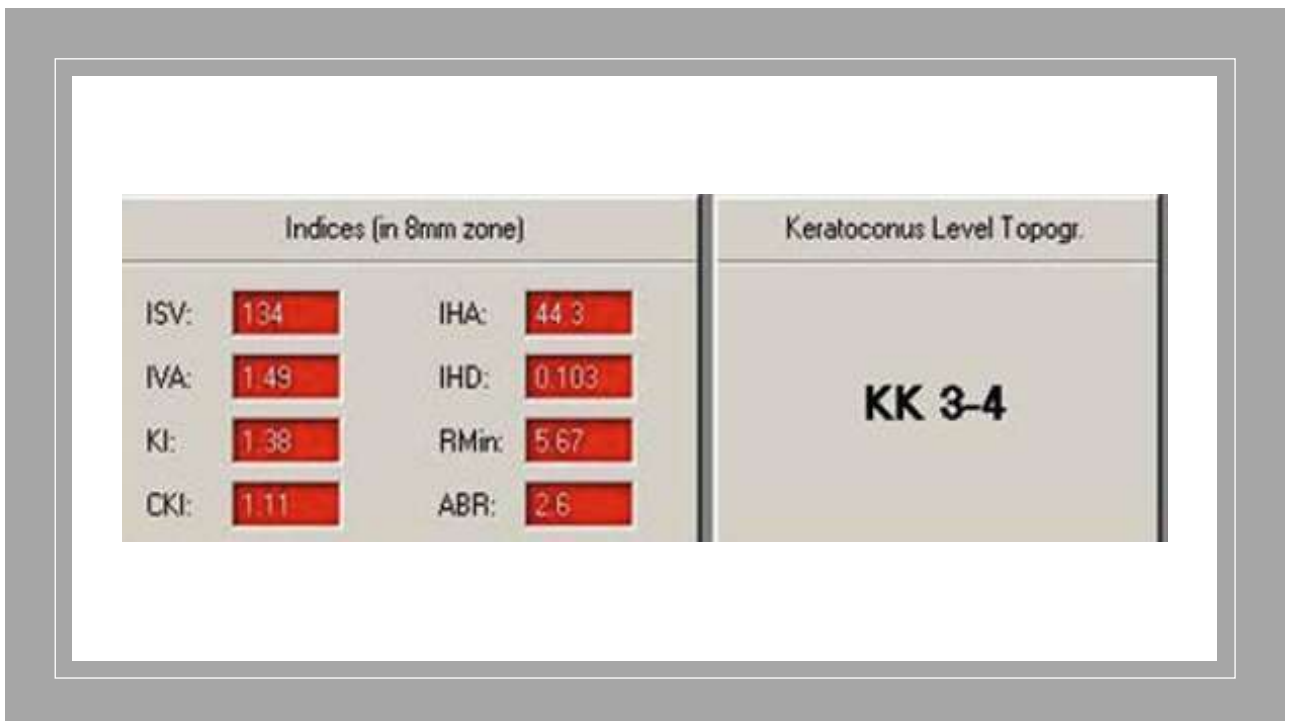 Indices (in 8mm zone)
Keratoconus Level Topogr.
ISV: 134 IHA: 44.3
IVA: 1.49 IHD: 0.103
KI: 1.38 RMin: 5.67
CKI: 1.11 ABR: 2.6
KK 3-4